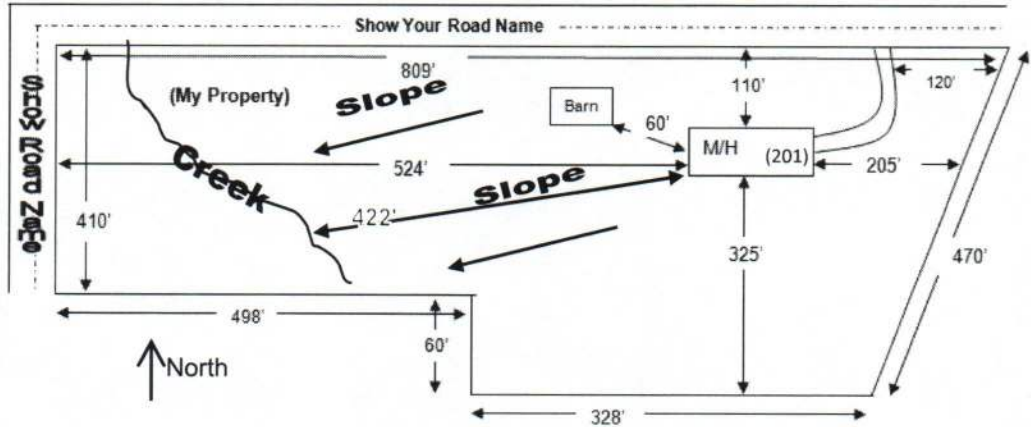 Show Your Road Name
809'
(My Property)
Slope
110'
120'
Barn
60'
M/H
(201)
Show Road Name
Creek
524'
205'
Slope
422'
410'
325'
470'
498'
60'
North
328'